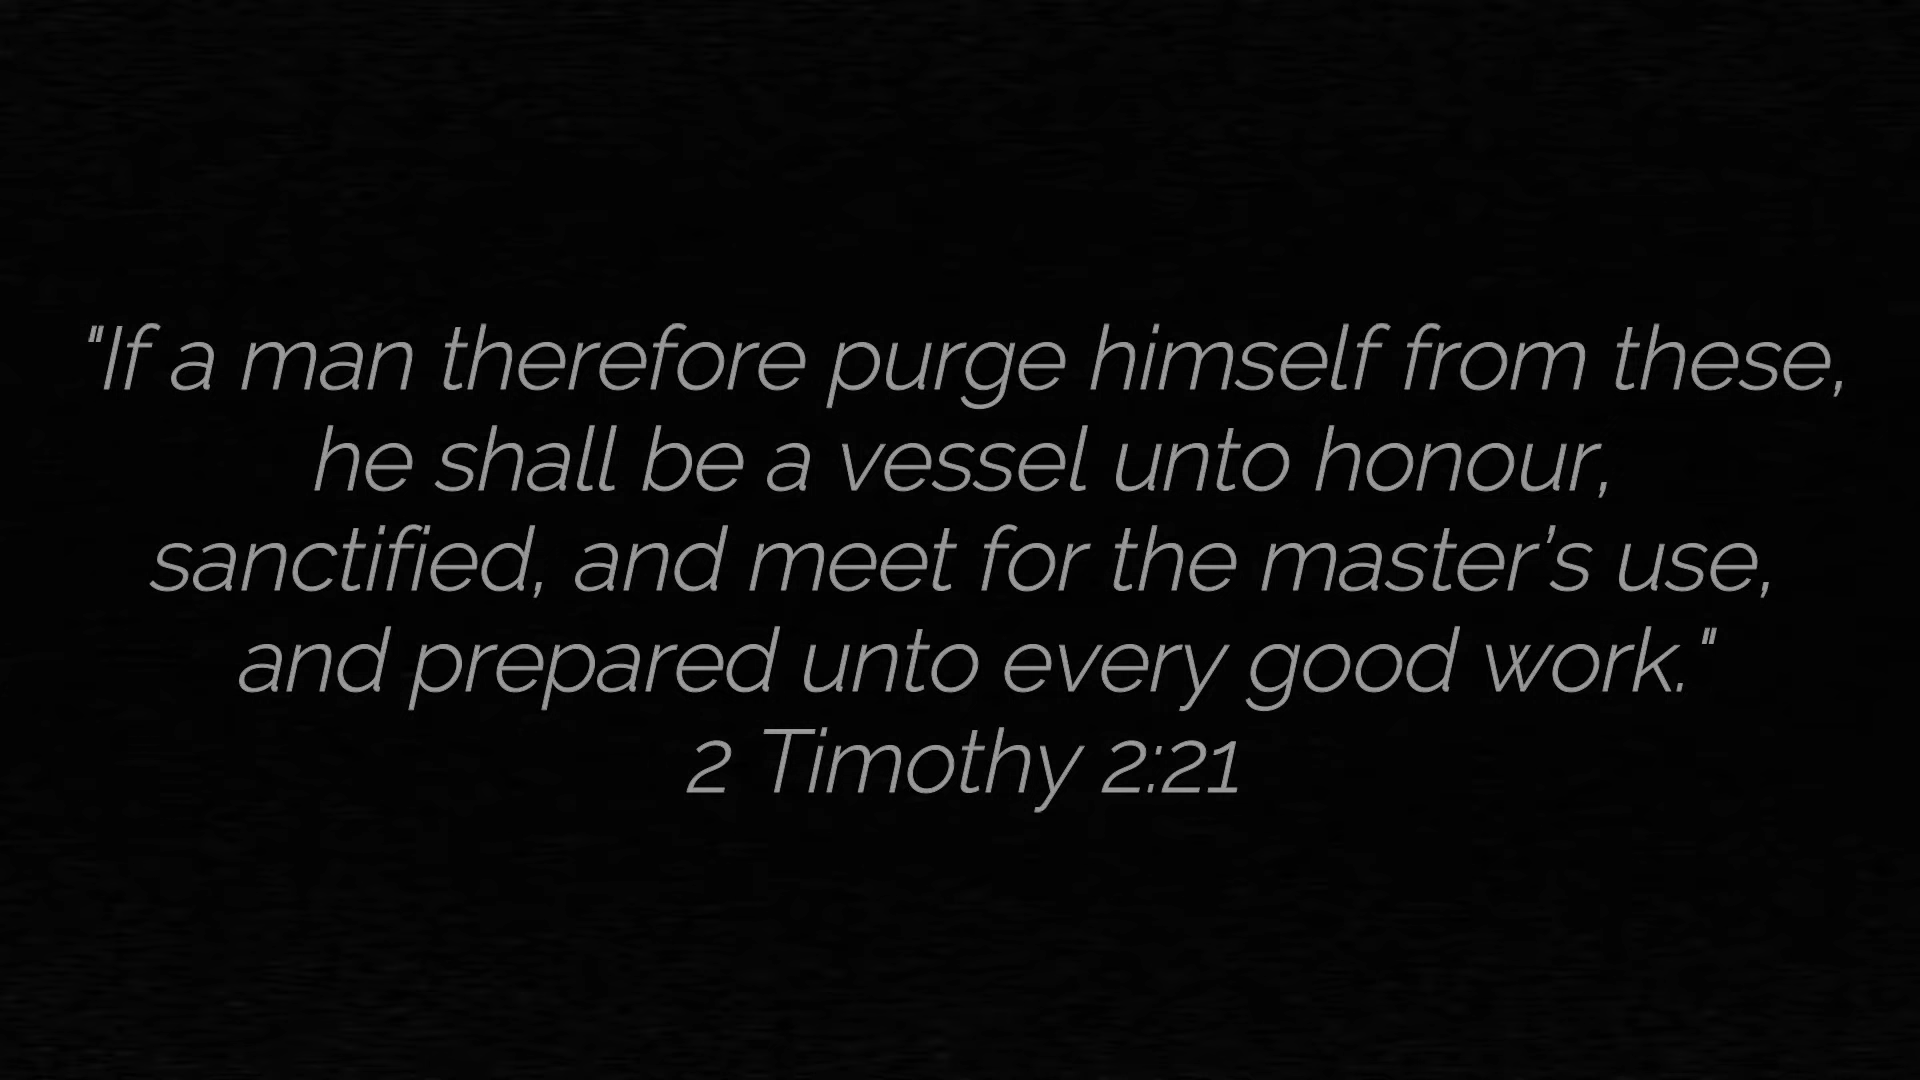 "If a man therefore purge himself from these,
he shall be a vessel unto honour,
sanctified, and meet for the master’s use,
and prepared unto every good work."
2 Timothy 2:21